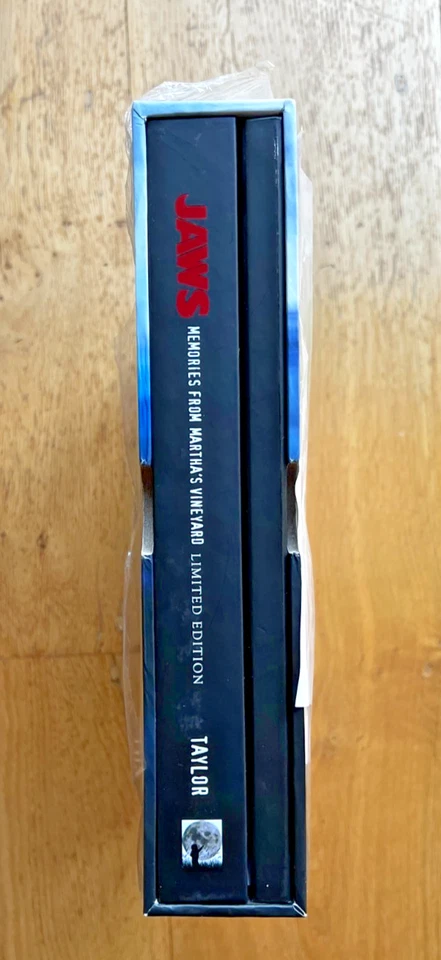 JAWS
MEMORIES FROM MARTHA'S VINEYARD LIMITED EDITION
TAYLOR